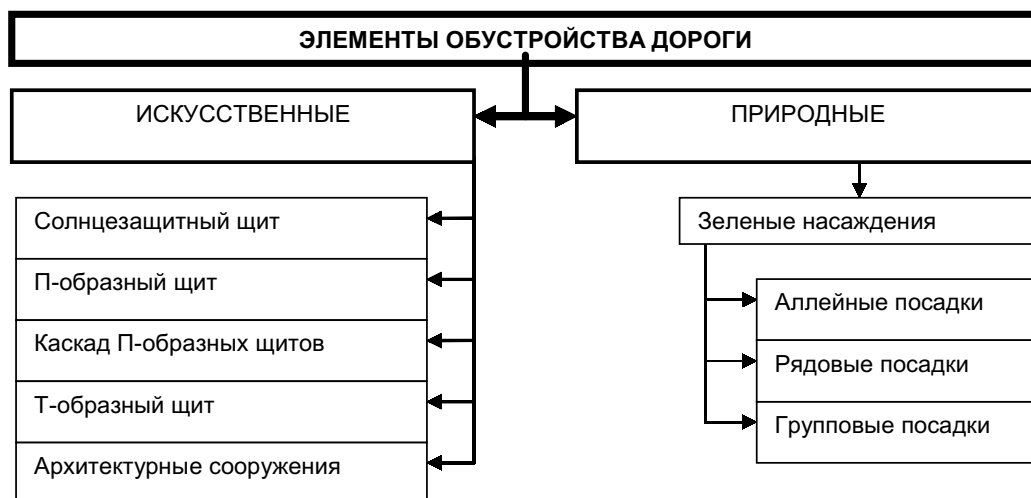 ЭЛЕМЕНТЫ ОБУСТРОЙСТВА ДОРОГИ
ИСКУССТВЕННЫЕ
Солнцезащитный щит
П-образный щит
Каскад П-образных щитов
Т-образный щит
Архитектурные сооружения
ПРИРОДНЫЕ
Зеленые насаждения
Аллейные посадки
Рядовые посадки
Групповые посадки